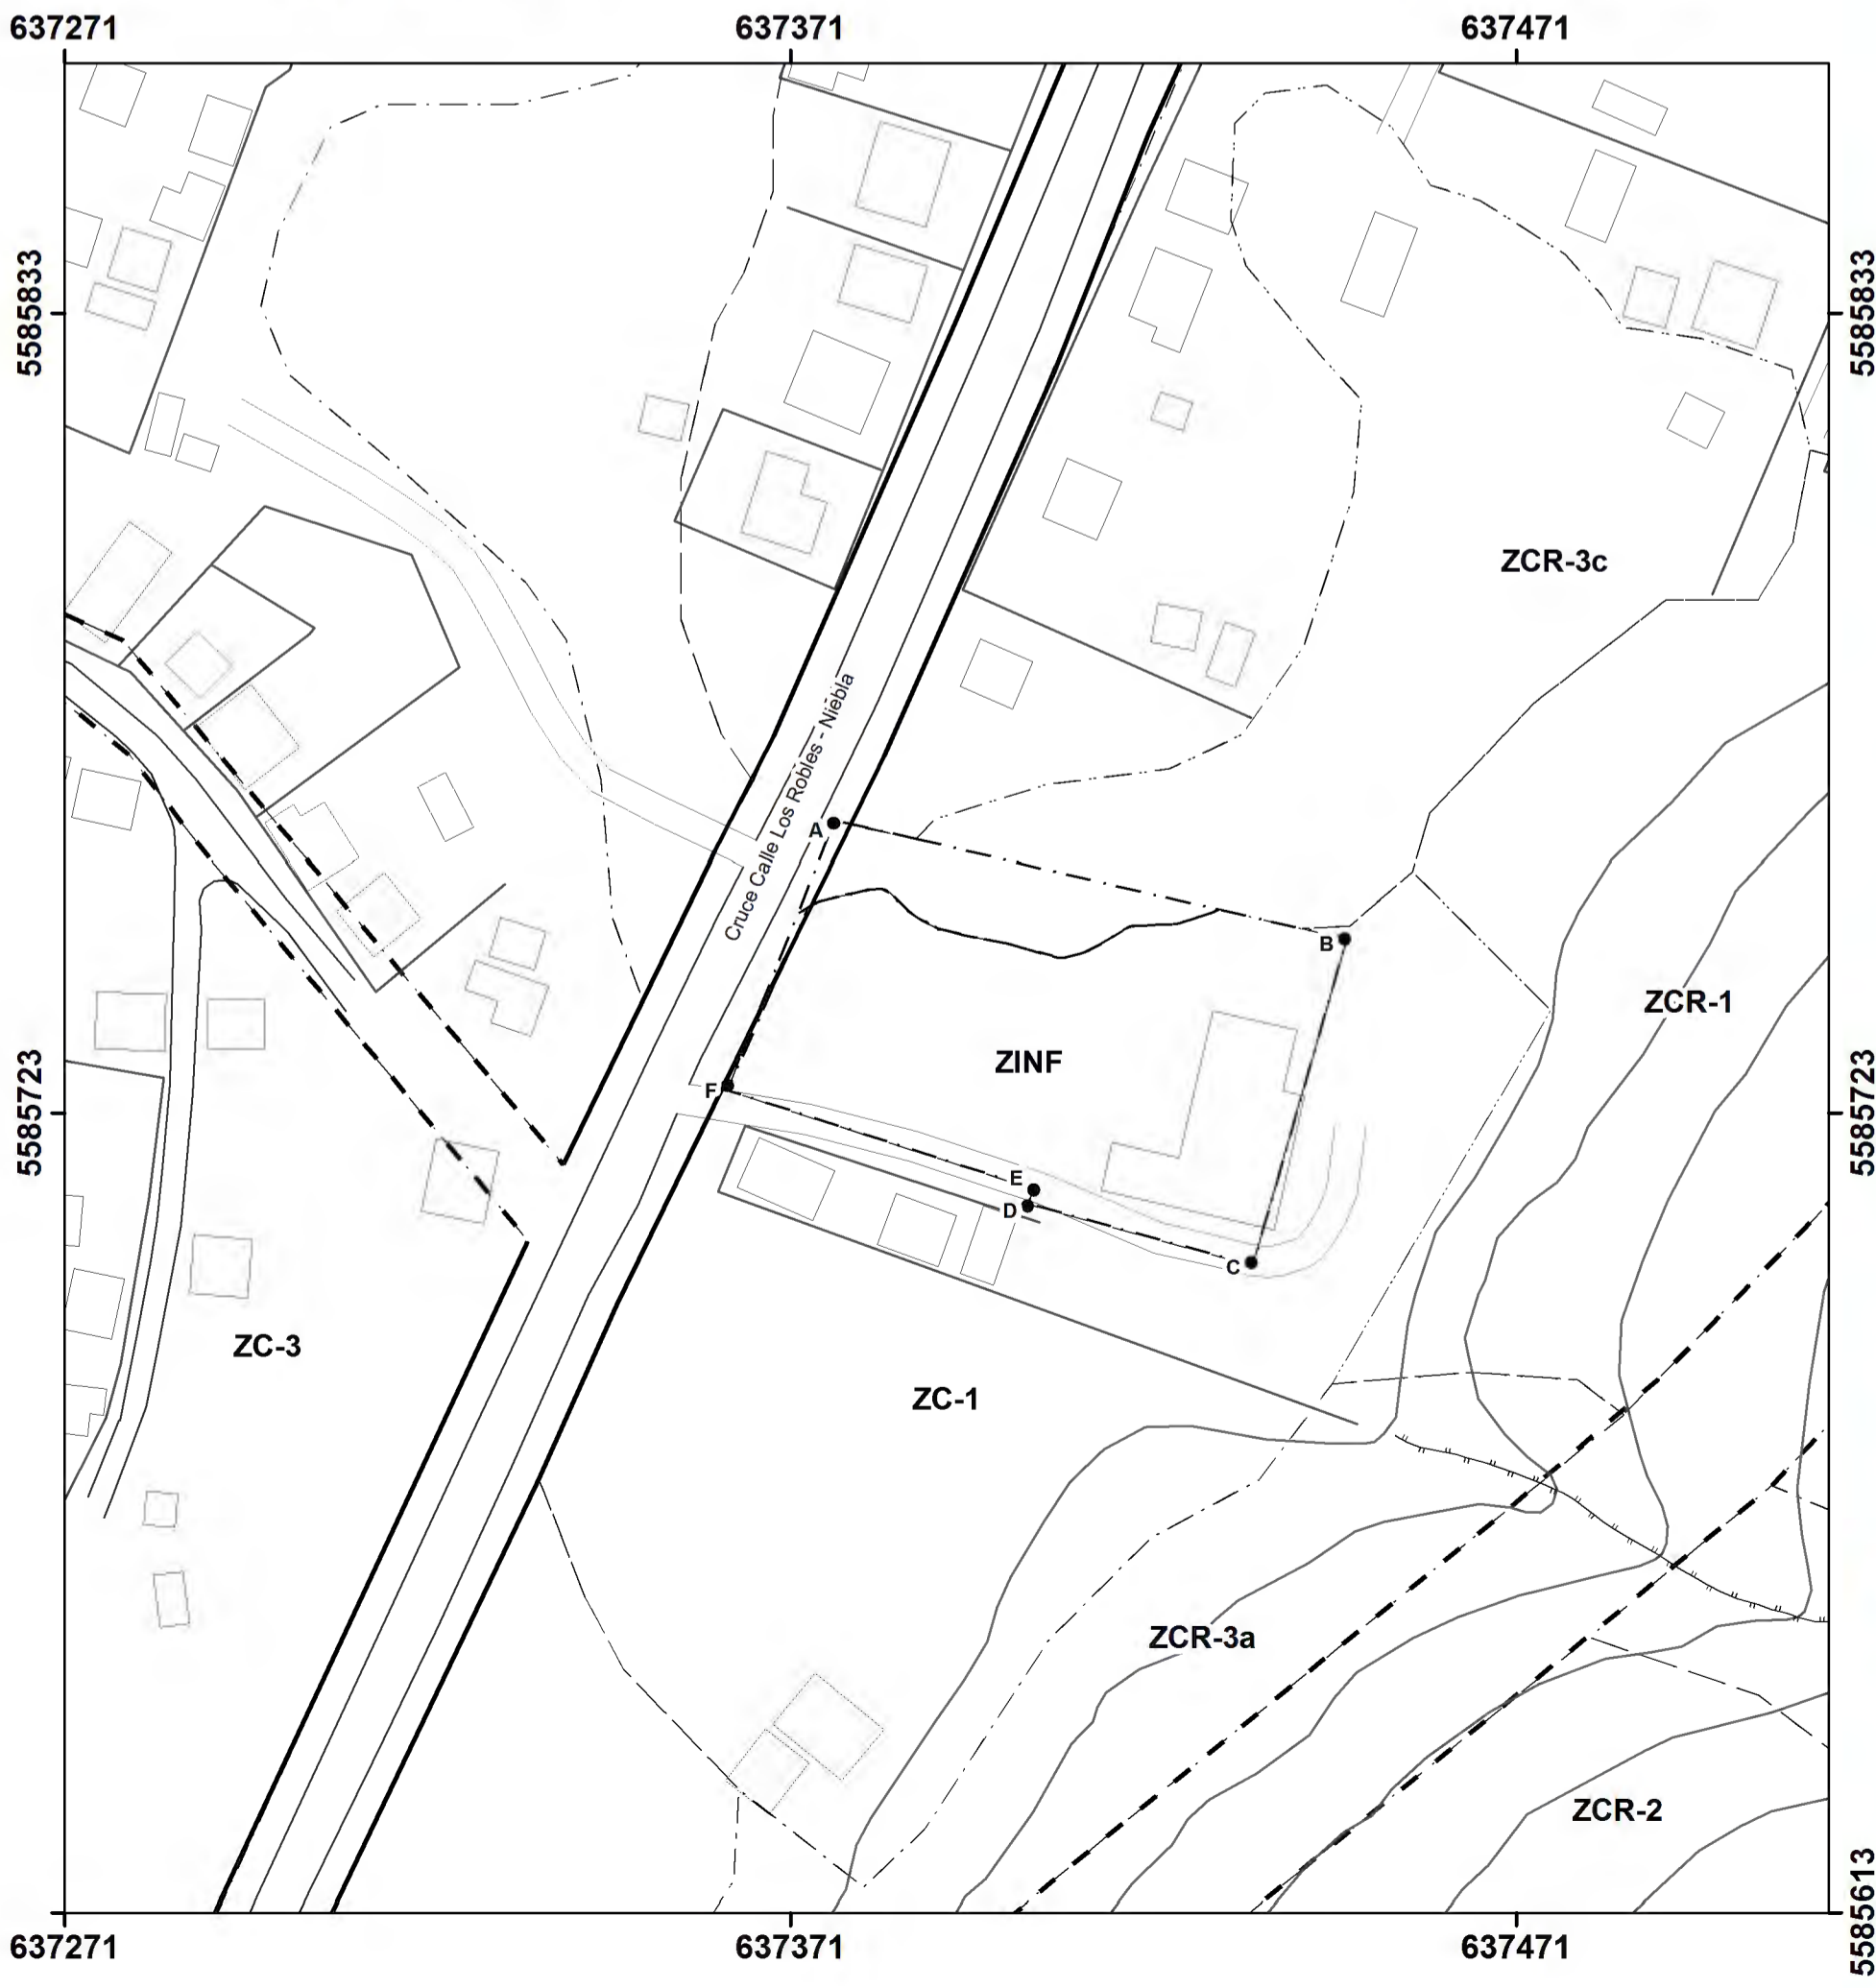 637271
637371
637471
5585833
5585833
ZCR-3c
Cruce Calle Los Robles - Niebla
A
B
ZCR-1
ZINF
5585723
5585723
F
E
D
C
ZC-3
ZC-1
ZCR-3a
ZCR-2
5585613
637271
637371
637471